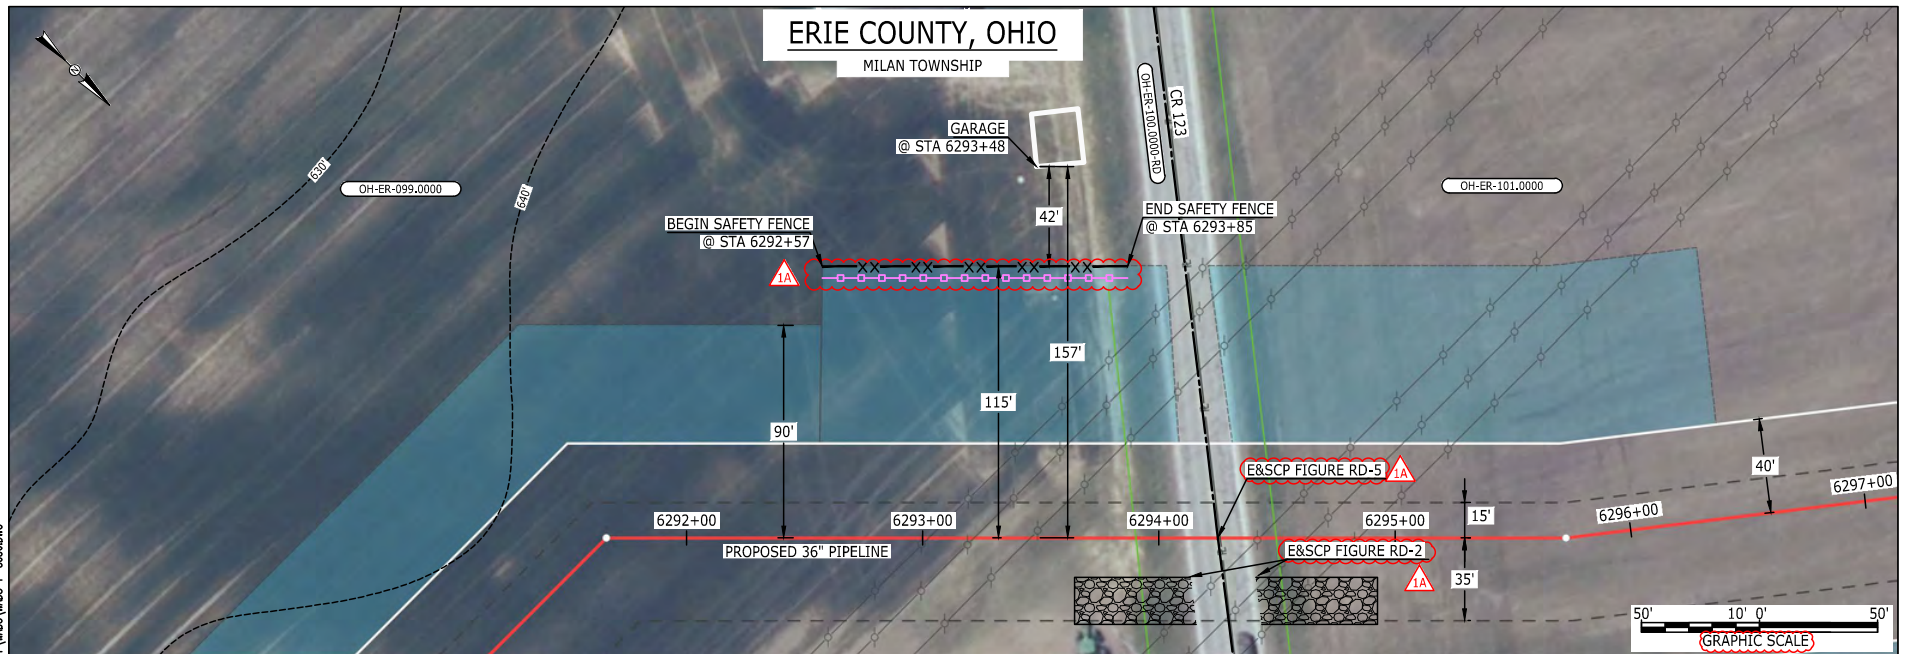 ERIE COUNTY, OHIO
MILAN TOWNSHIP
N
630'
640'
OH-ER-099.0000
GARAGE
@ STA 6293+48
OH-ER-100.0000-RD
CR 123
OH-ER-101.0000
BEGIN SAFETY FENCE
@ STA 6292+57
42'
END SAFETY FENCE
@ STA 6293+85
1A
157'
115'
90'
E&SCP FIGURE RD-5
1A
40'
6292+00
6293+00
6294+00
6295+00
15'
6296+00
6297+00
PROPOSED 36" PIPELINE
E&SCP FIGURE RD-2
1A
35'
50' 10' 0' 50'
GRAPHIC SCALE